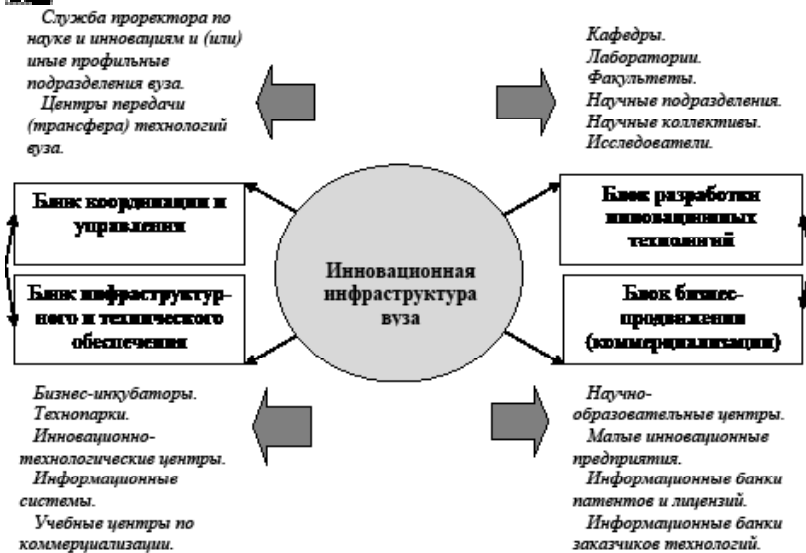 Служба проректора по
науке и инновациям и (или)
иные профильные
подразделения вуза.
Центры передачи
(трансфера) технологий
вуза.
Кафедры.
Лаборатории.
Факультеты.
Научные подразделения.
Научные коллективы.
Исследователи.
Блок координации и
управления
Блок разработки
инновационных
технологий
Инновационная
инфраструктура
вуза
Блок инфраструктур-
ного и технического
обеспечения
Блок бизнес-
продвижения
(коммерциализации)
Бизнес-инкубаторы.
Технопарки.
Инновационно-
технологические центры.
Информационные
системы.
Учебные центры по
коммерциализации.
Научно-
образовательные центры.
Малые инновационные
предприятия.
Информационные банки
патентов и лицензий.
Информационные банки
заказчиков технологий.